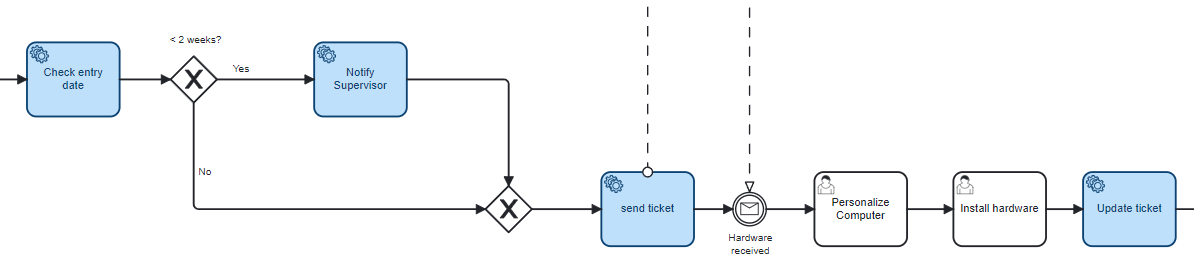 < 2 weeks?
Check entry
date
Yes
Notify
Supervisor
No
send ticket
Hardware
received
Personalize
Computer
Install hardware
Update ticket